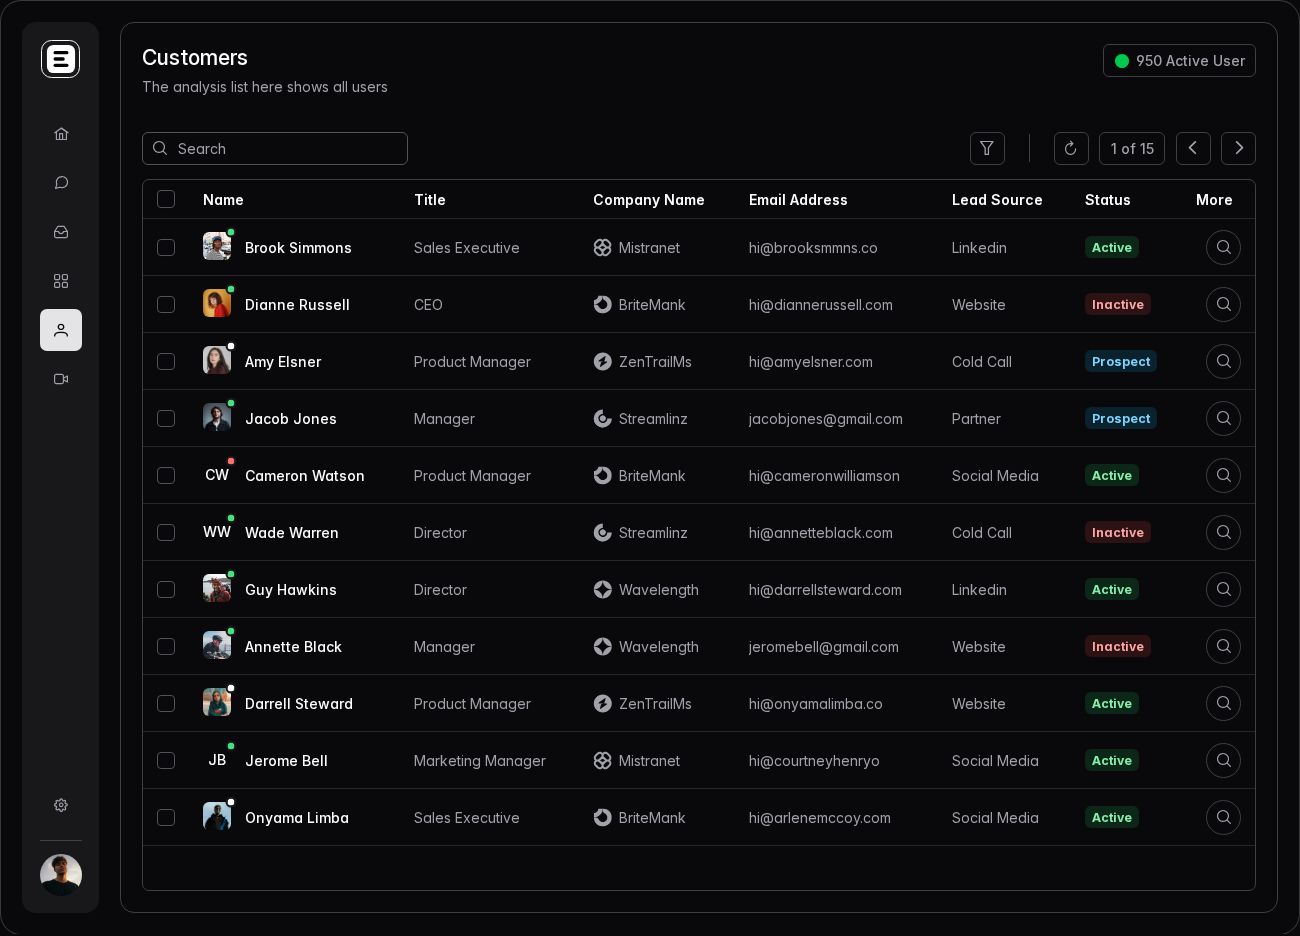 Customers
950 Active User
The analysis list here shows all users
Search
1 of 15
Name Title Company Name Email Address Lead Source Status More
Brook Simmons Sales Executive Mistranet hi@brooksmmns.co Linkedin Active
Dianne Russell CEO BriteMank hi@diannerussell.com Website Inactive
Amy Elsner Product Manager ZenTrailMs hi@amyelsner.com Cold Call Prospect
Jacob Jones Manager Streamlinz jacobjones@gmail.com Partner Prospect
CW Cameron Watson Product Manager BriteMank hi@cameronwilliamson Social Media Active
WW Wade Warren Director Streamlinz hi@annetteblack.com Cold Call Inactive
Guy Hawkins Director Wavelength hi@darrellsteward.com Linkedin Active
Annette Black Manager Wavelength jeromebell@gmail.com Website Inactive
Darrell Steward Product Manager ZenTrailMs hi@onyamalimba.co Website Active
JB Jerome Bell Marketing Manager Mistranet hi@courtneyhenryo Social Media Active
Onyama Limba Sales Executive BriteMank hi@arlenemccoy.com Social Media Active